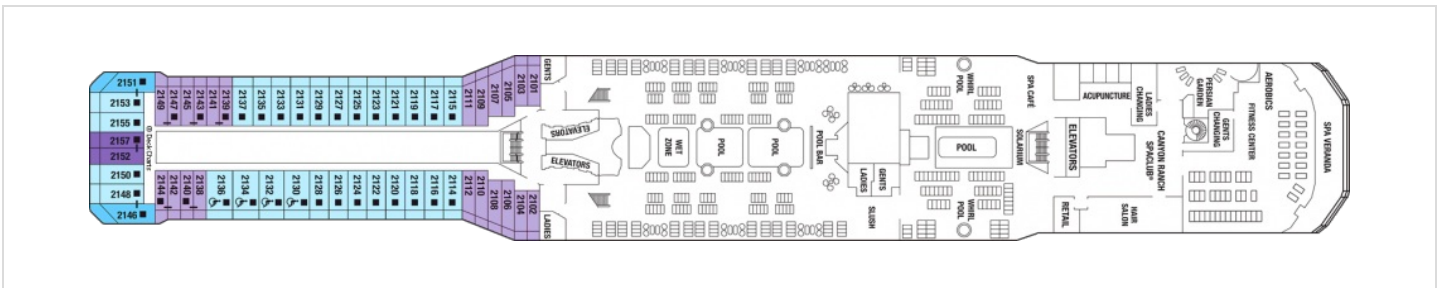 2151
2153
2155
2157
2152
2150
2148
2146
@ Deck Charts
2149
2147
2145
2143
2141
2139
2137
2135
2133
2131
2129
2127
2125
2123
2121
2119
2117
2115
2111
2109
2107
2105
2103
2101
2144
2142
2140
2138
2136
2134
2132
2130
2128
2126
2124
2122
2120
2118
2116
2114
2112
2110
2108
2106
2104
2102
GENTS
LADIES
ELEVATORS
ELEVATORS
WET
ZONE
POOL
POOL
POOL BAR
GENTS
LADIES
SLUSH
WHIRL
POOL
POOL
WHIRL
POOL
SPA CAFÉ
SOLARIUM
ELEVATORS
RETAIL
ACUPUNCTURE
LADIES
CHANGING
HAIR
SALON
CANYON RANCH
SPACLUB®
PERSIAN
GARDEN
GENTS
CHANGING
FITNESS CENTER
AEROBICS
SPA VERANDA